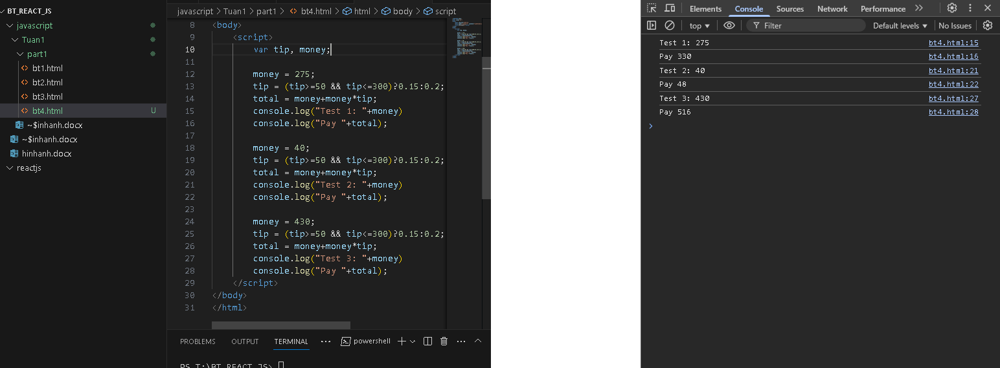 BT_REACT_JS
javascript
Tuan1
part1
bt1.html
bt2.html
bt3.html
bt4.html U
~$inhanh.docx
~$inhanh.docx
hinhanh.docx
reactjs
javascript > Tuan1 > part1 > <> bt4.html > html > body > script
8 <body>
9 <script>
10 var tip, money;
11
12 money = 275;
13 tip = (tip>=50 && tip<=300)?0.15:0.2;
14 total = money+money*tip;
15 console.log("Test 1: "+money)
16 console.log("Pay "+total);
17
18 money = 40;
19 tip = (tip>=50 && tip<=300)?0.15:0.2;
20 total = money+money*tip;
21 console.log("Test 2: "+money)
22 console.log("Pay "+total);
23
24 money = 430;
25 tip = (tip>=50 && tip<=300)?0.15:0.2;
26 total = money+money*tip;
27 console.log("Test 3: "+money)
28 console.log("Pay "+total);
29 </script>
30 </body>
31 </html>
PROBLEMS OUTPUT TERMINAL ··· powershell
PS T:\BT_REACT_JS>
Elements Console Sources Network Performance
top Filter Default levels No Issues
Test 1: 275 bt4.html:15
Pay 330 bt4.html:16
Test 2: 40 bt4.html:21
Pay 48 bt4.html:22
Test 3: 430 bt4.html:27
Pay 516 bt4.html:28